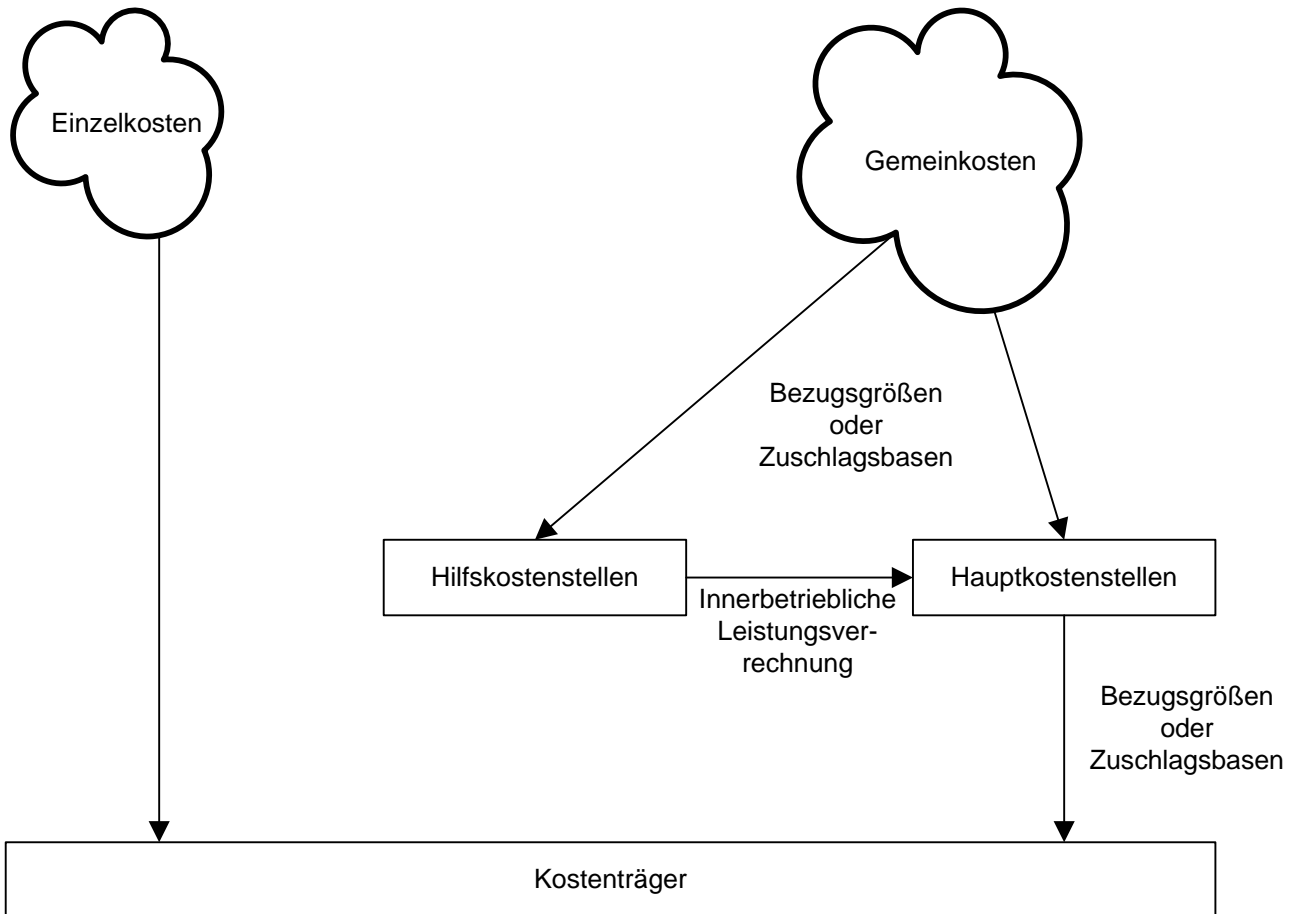 Einzelkosten
Gemeinkosten
Bezugsgrößen
oder
Zuschlagsbasen
Hilfskostenstellen
Innerbetriebliche
Leistungsver-
rechnung
Hauptkostenstellen
Bezugsgrößen
oder
Zuschlagsbasen
Kostenträger